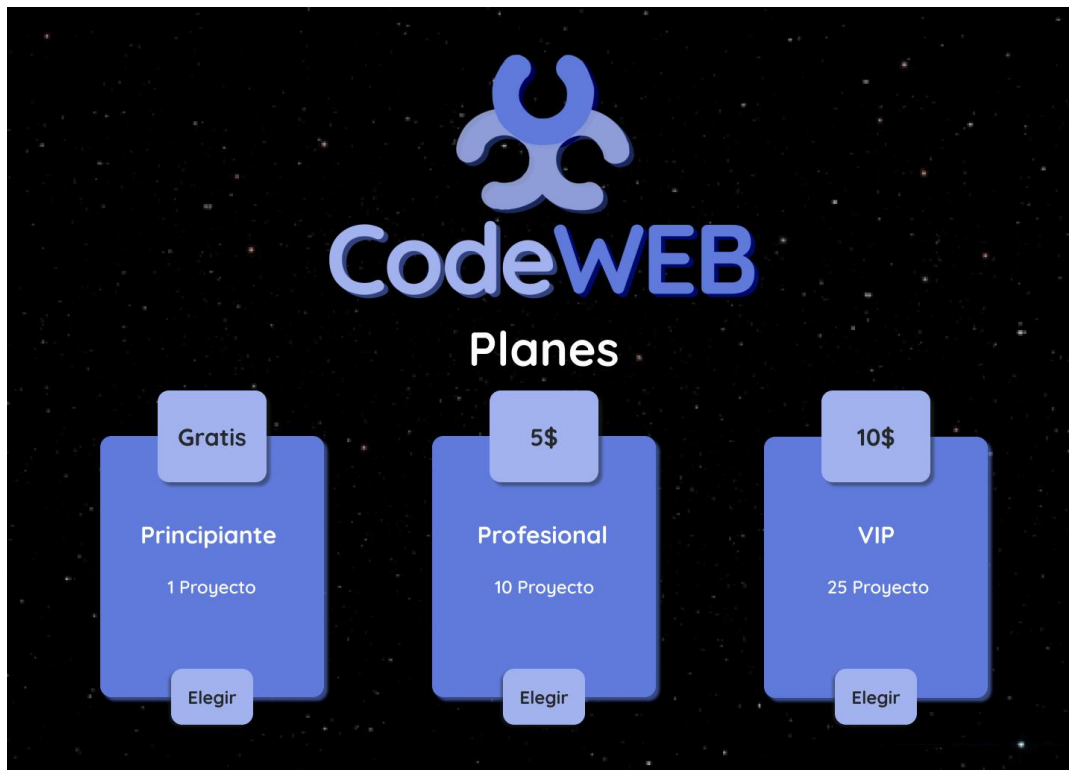 CodeWEB
Planes
Gratis
Principiante
1 Proyecto
Elegir
5$
Profesional
10 Proyecto
Elegir
10$
VIP
25 Proyecto
Elegir